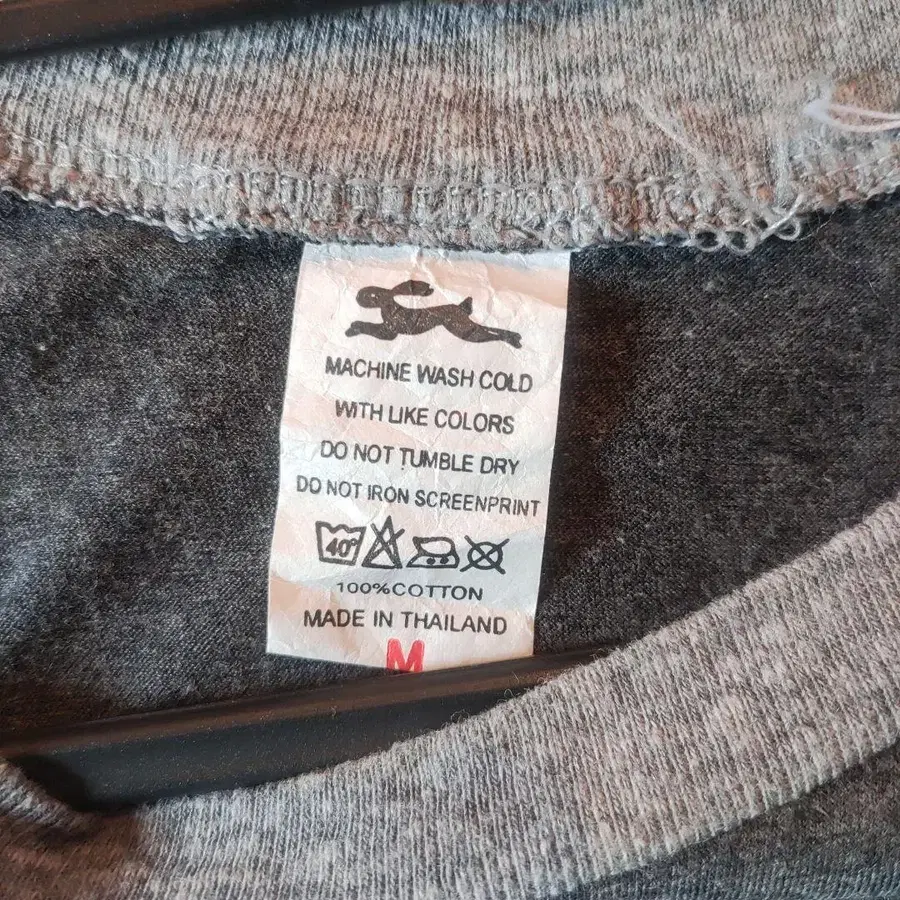 MACHINE WASH COLD
WITH LIKE COLORS
DO NOT TUMBLE DRY
DO NOT IRON SCREENPRINT
40°
100%COTTON
MADE IN THAILAND
M